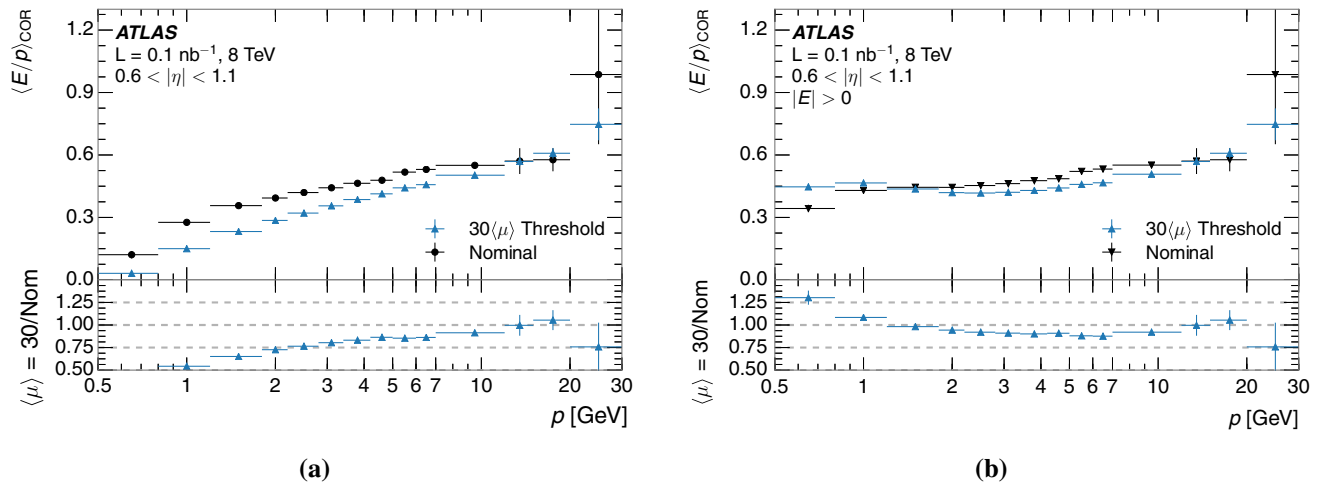 ⟨E/p⟩COR
1.2
0.9
0.6
0.3
0.0
ATLAS
L = 0.1 nb⁻¹, 8 TeV
0.6 < |η| < 1.1
30⟨μ⟩ Threshold
Nominal
⟨μ⟩ = 30/Nom
1.25
1.00
0.75
0.50
0.5 1 2 3 4 5 6 7 10 20 30
p [GeV]
(a)
⟨E/p⟩COR
1.2
0.9
0.6
0.3
0.0
ATLAS
L = 0.1 nb⁻¹, 8 TeV
0.6 < |η| < 1.1
|E| > 0
30⟨μ⟩ Threshold
Nominal
⟨μ⟩ = 30/Nom
1.25
1.00
0.75
0.50
0.5 1 2 3 4 5 6 7 10 20 30
p [GeV]
(b)